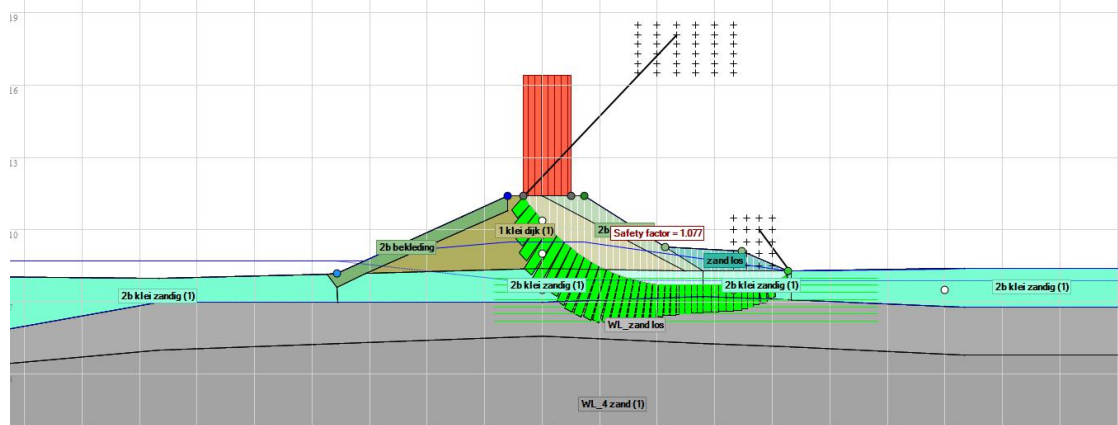 19
16
13
10
7
1 klei dijk (1)
2b
Safety factor = 1.077
2b bekleding
zand los
2b klei zandig (1)
2b klei zandig (1)
2b klei zandig (1)
2b klei zandig (1)
WL_zand los
WL_4 zand (1)